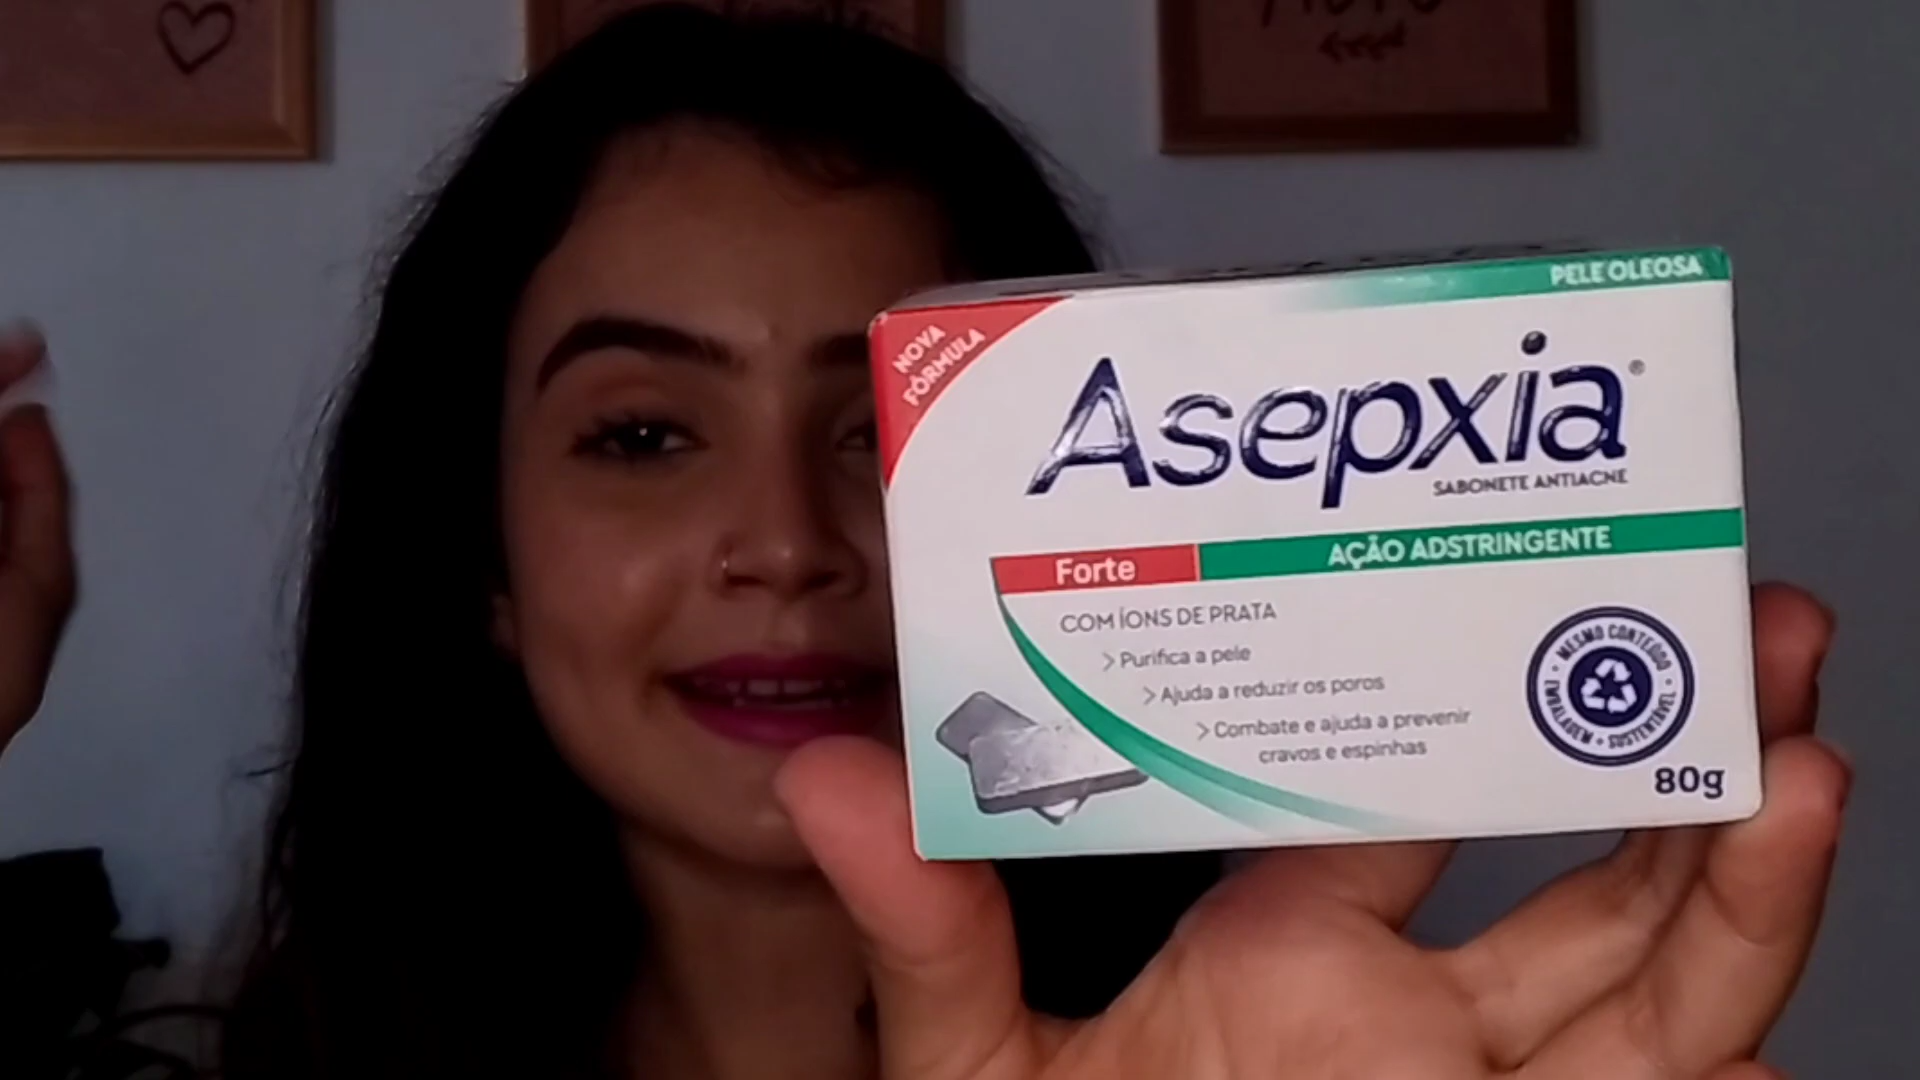 PELE OLEOSA
NOVA
FÓRMULA
Asepxia®
SABONETE ANTIACNE
Forte
AÇÃO ADSTRINGENTE
COM ÍONS DE PRATA
> Purifica a pele
> Ajuda a reduzir os poros
> Combate e ajuda a prevenir
cravos e espinhas
MESMO CONTEÚDO
• EMBALAGEM • SUSTENTÁVEL •
80g